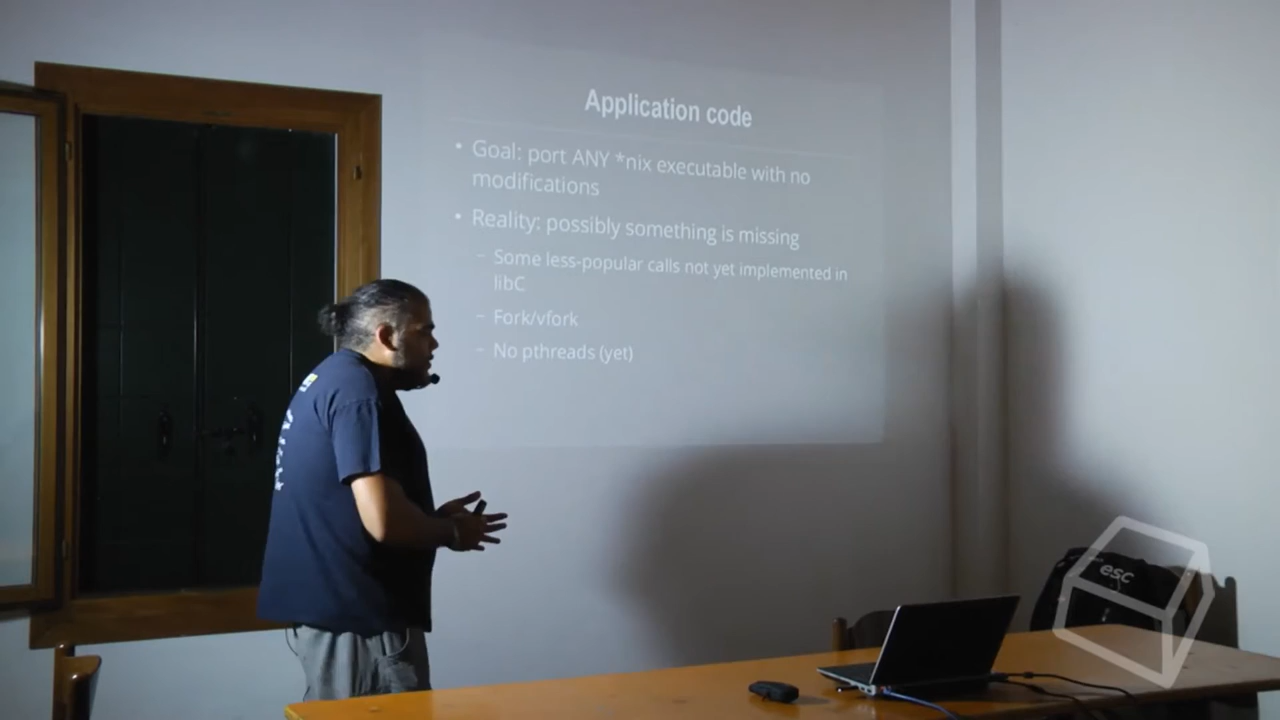 Application code
• Goal: port ANY *nix executable with no
modifications
• Reality: possibly something is missing
– Some less-popular calls not yet implemented in
libC
– Fork/vfork
– No pthreads (yet)
esc